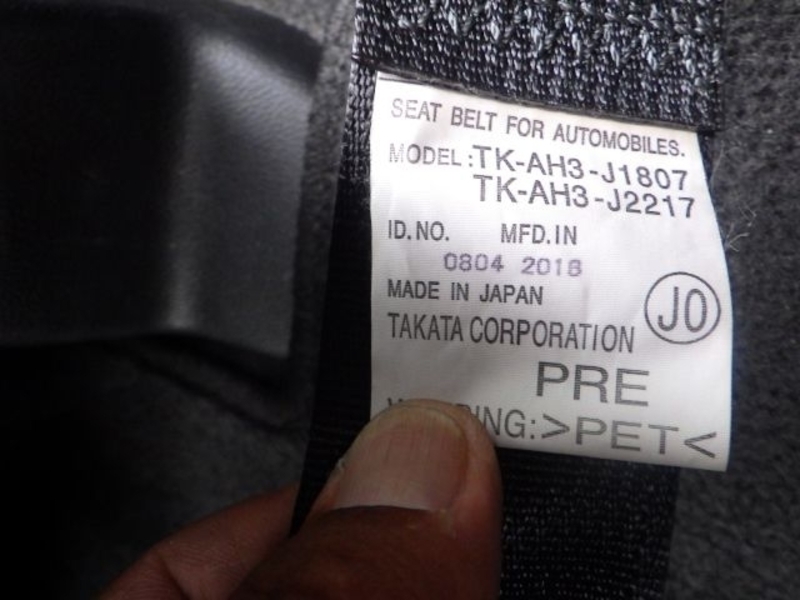 SEAT BELT FOR AUTOMOBILES.
MODEL:TK-AH3-J1807
TK-AH3-J2217
ID.NO. MFD.IN
0804 2018
MADE IN JAPAN
JO
TAKATA CORPORATION
PRE
>PET<